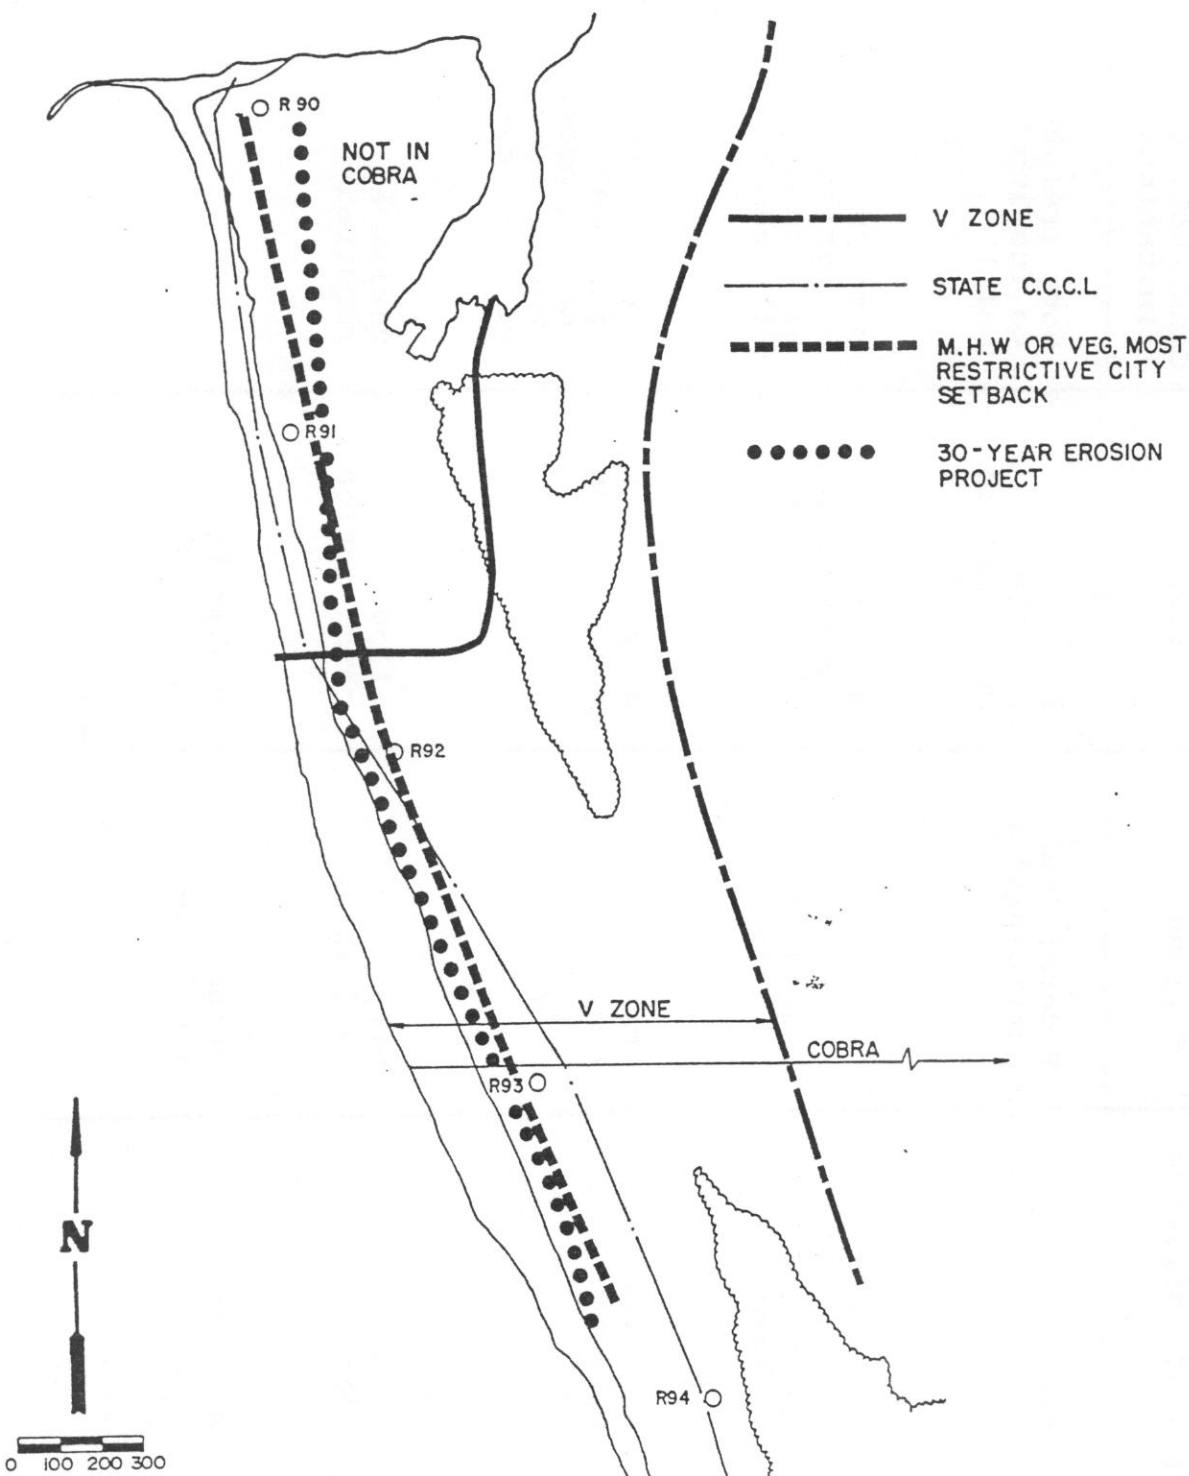 R 90
NOT IN
COBRA
V ZONE
STATE C.C.C.L
M.H.W OR VEG. MOST
RESTRICTIVE CITY
SETBACK
R91
30-YEAR EROSION
PROJECT
R92
V ZONE
COBRA
R93
N
R94
0 100 200 300